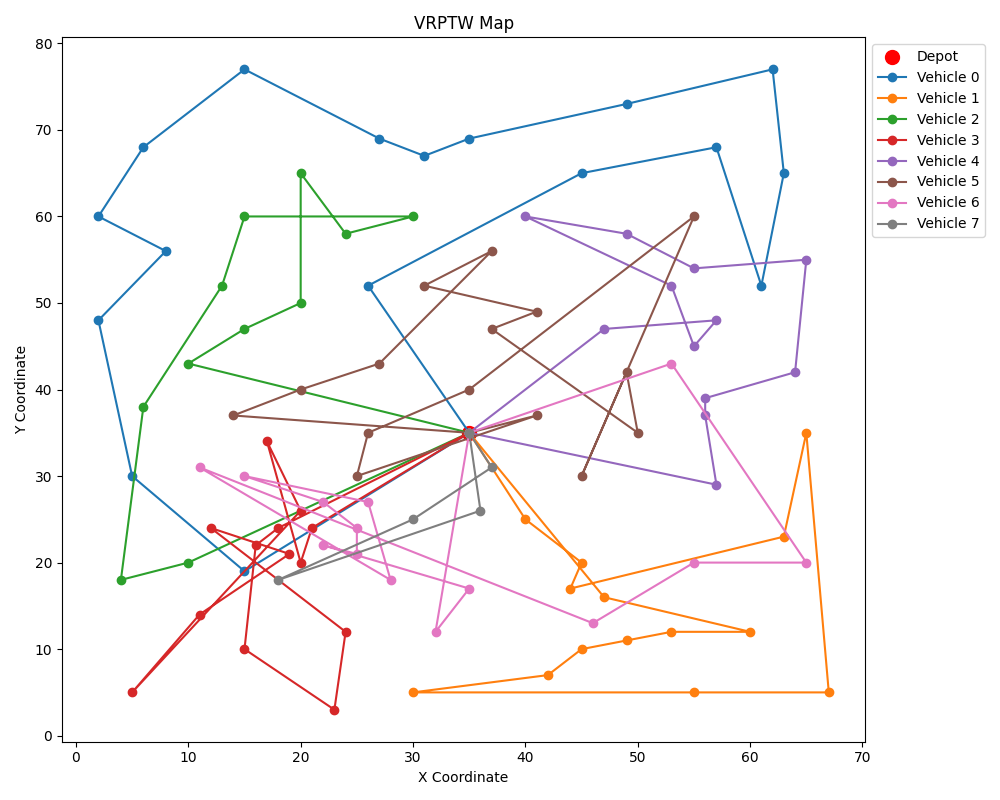 VRPTW Map
Y Coordinate
80
70
60
50
40
30
20
10
0
0 10 20 30 40 50 60 70
X Coordinate
Depot
Vehicle 0
Vehicle 1
Vehicle 2
Vehicle 3
Vehicle 4
Vehicle 5
Vehicle 6
Vehicle 7